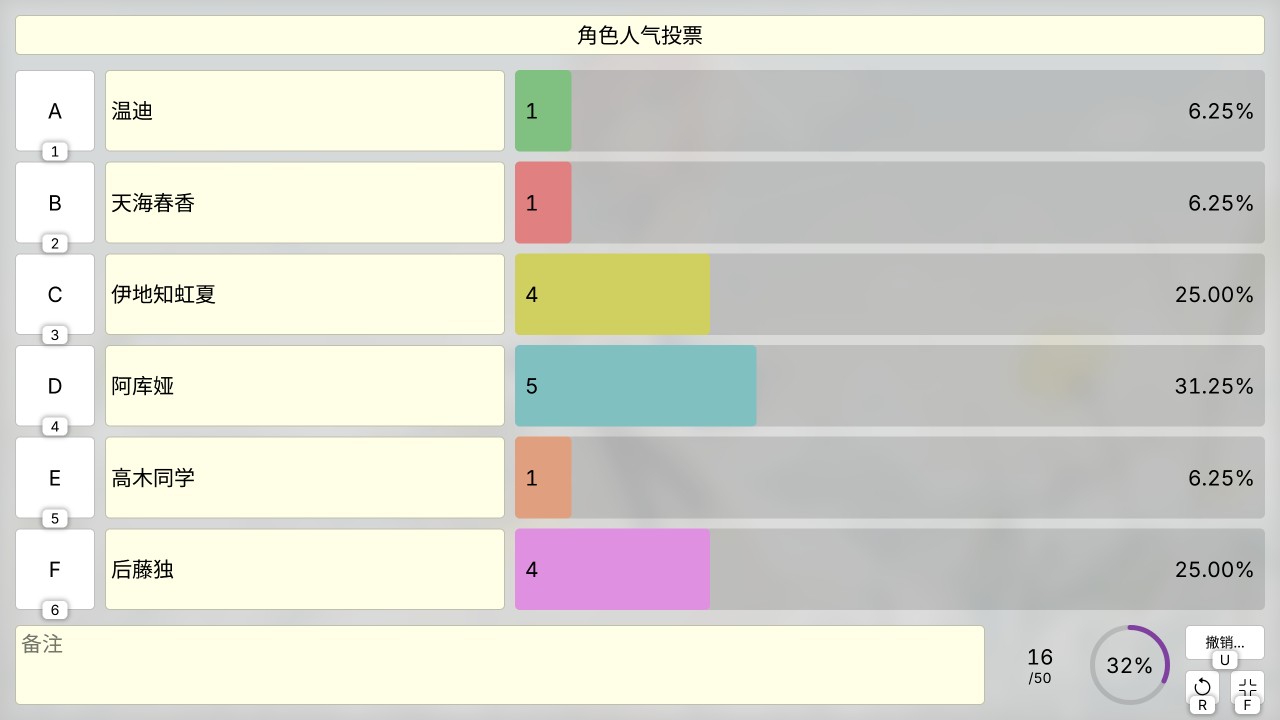 角色人气投票
A
1
温迪
1
6.25%
B
2
天海春香
1
6.25%
C
3
伊地知虹夏
4
25.00%
D
4
阿库娅
5
31.25%
E
5
高木同学
1
6.25%
F
6
后藤独
4
25.00%
备注
16
/50
32%
撤销...
U
R
F